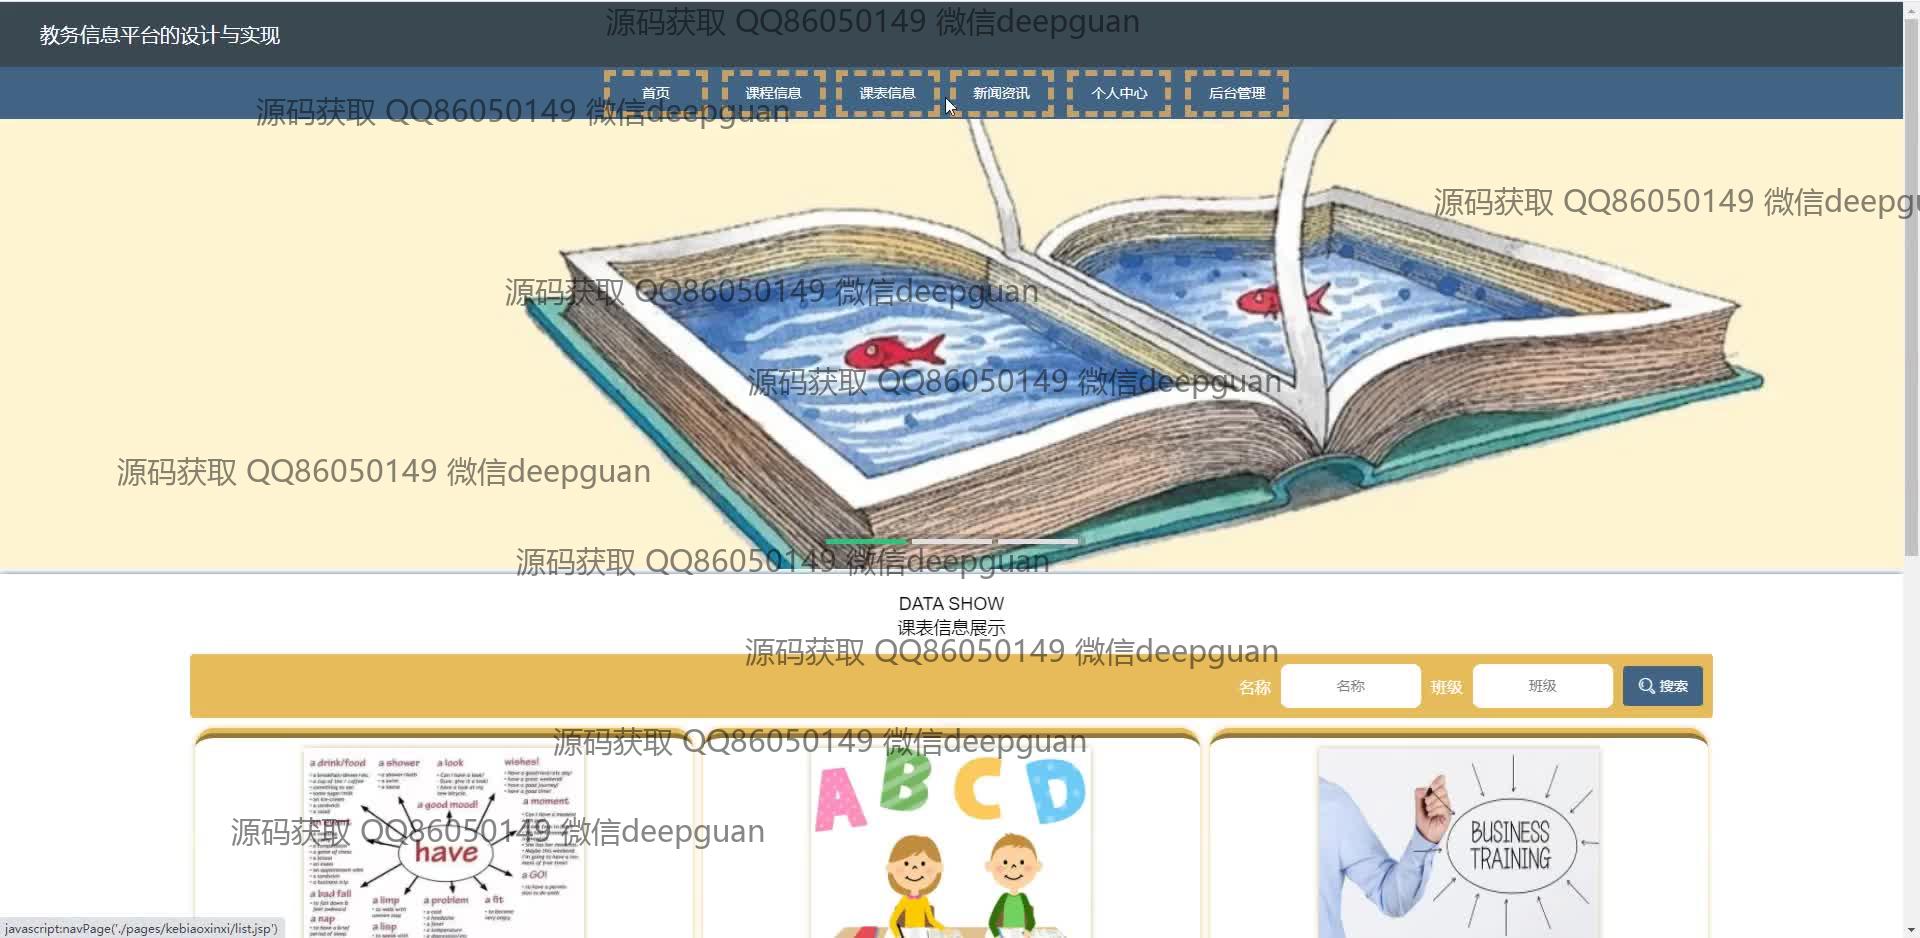 教务信息平台的设计与实现
源码获取 QQ86050149 微信deepguan
首页
课程信息
课表信息
新闻资讯
个人中心
后台管理
源码获取 QQ86050149 微信deepguan
源码获取 QQ86050149 微信deepgu
源码获取 QQ86050149 微信deepguan
源码获取 QQ86050149 微信deepguan
源码获取 QQ86050149 微信deepguan
源码获取 QQ86050149 微信deepguan
DATA SHOW
课表信息展示
源码获取 QQ86050149 微信deepguan
名称
名称
班级
班级
搜索
源码获取 QQ86050149 微信deepguan
a drink/food
a shower
a look
wishes!
a good mood!
a moment
源码获取 QQ86050149 微信deepguan
have
a GO!
a bad fall
a limp
a problem
a fit
a nap
a lisp
A B C D
BUSINESS
TRAINING
javascript:navPage('./pages/kebiaoxinxi/list.jsp')